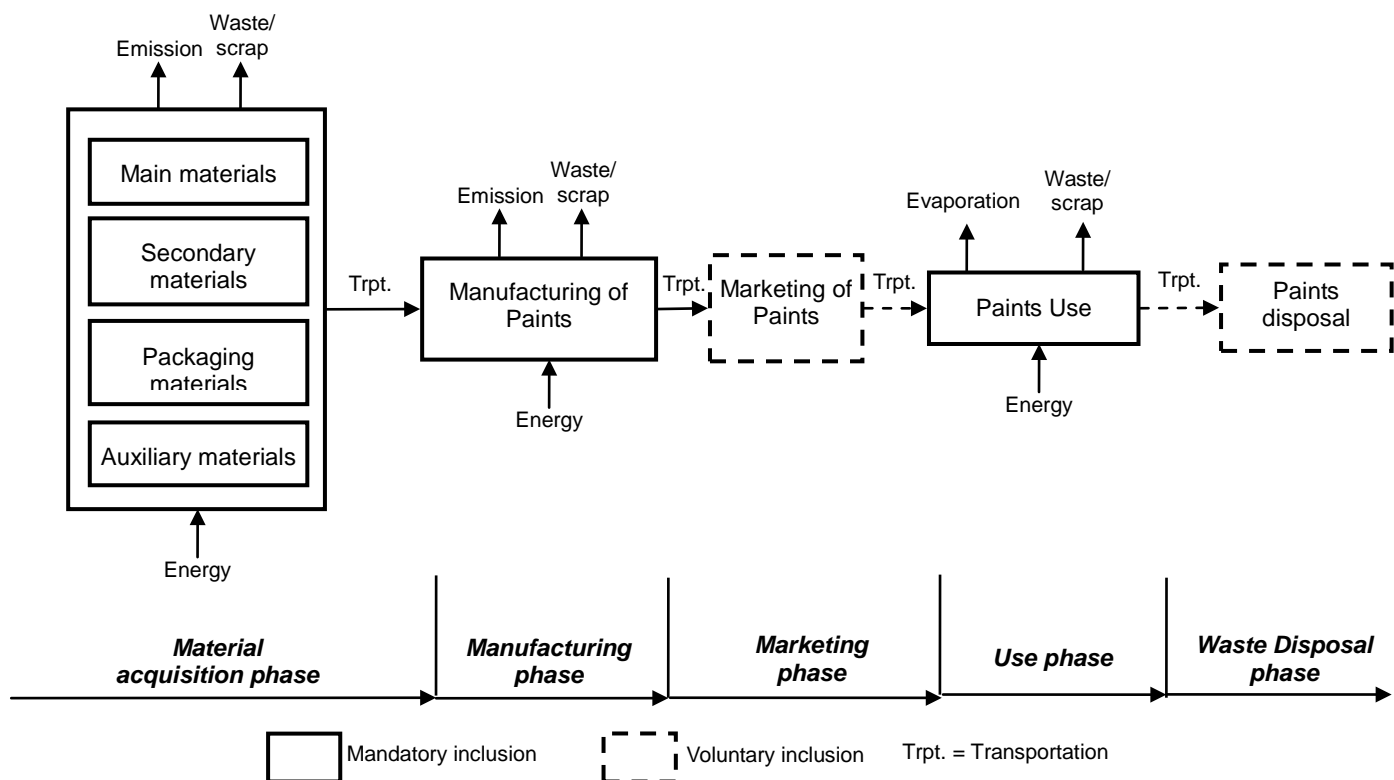 Emission
Waste/
scrap
Main materials
Secondary
materials
Packaging
materials
Auxiliary materials
Energy
Trpt.
Emission
Waste/
scrap
Manufacturing of
Paints
Energy
Trpt.
Marketing of
Paints
Trpt.
Evaporation
Waste/
scrap
Paints Use
Energy
Trpt.
Paints
disposal
Material
acquisition phase
Manufacturing
phase
Marketing
phase
Use phase
Waste Disposal
phase
Mandatory inclusion
Voluntary inclusion
Trpt. = Transportation